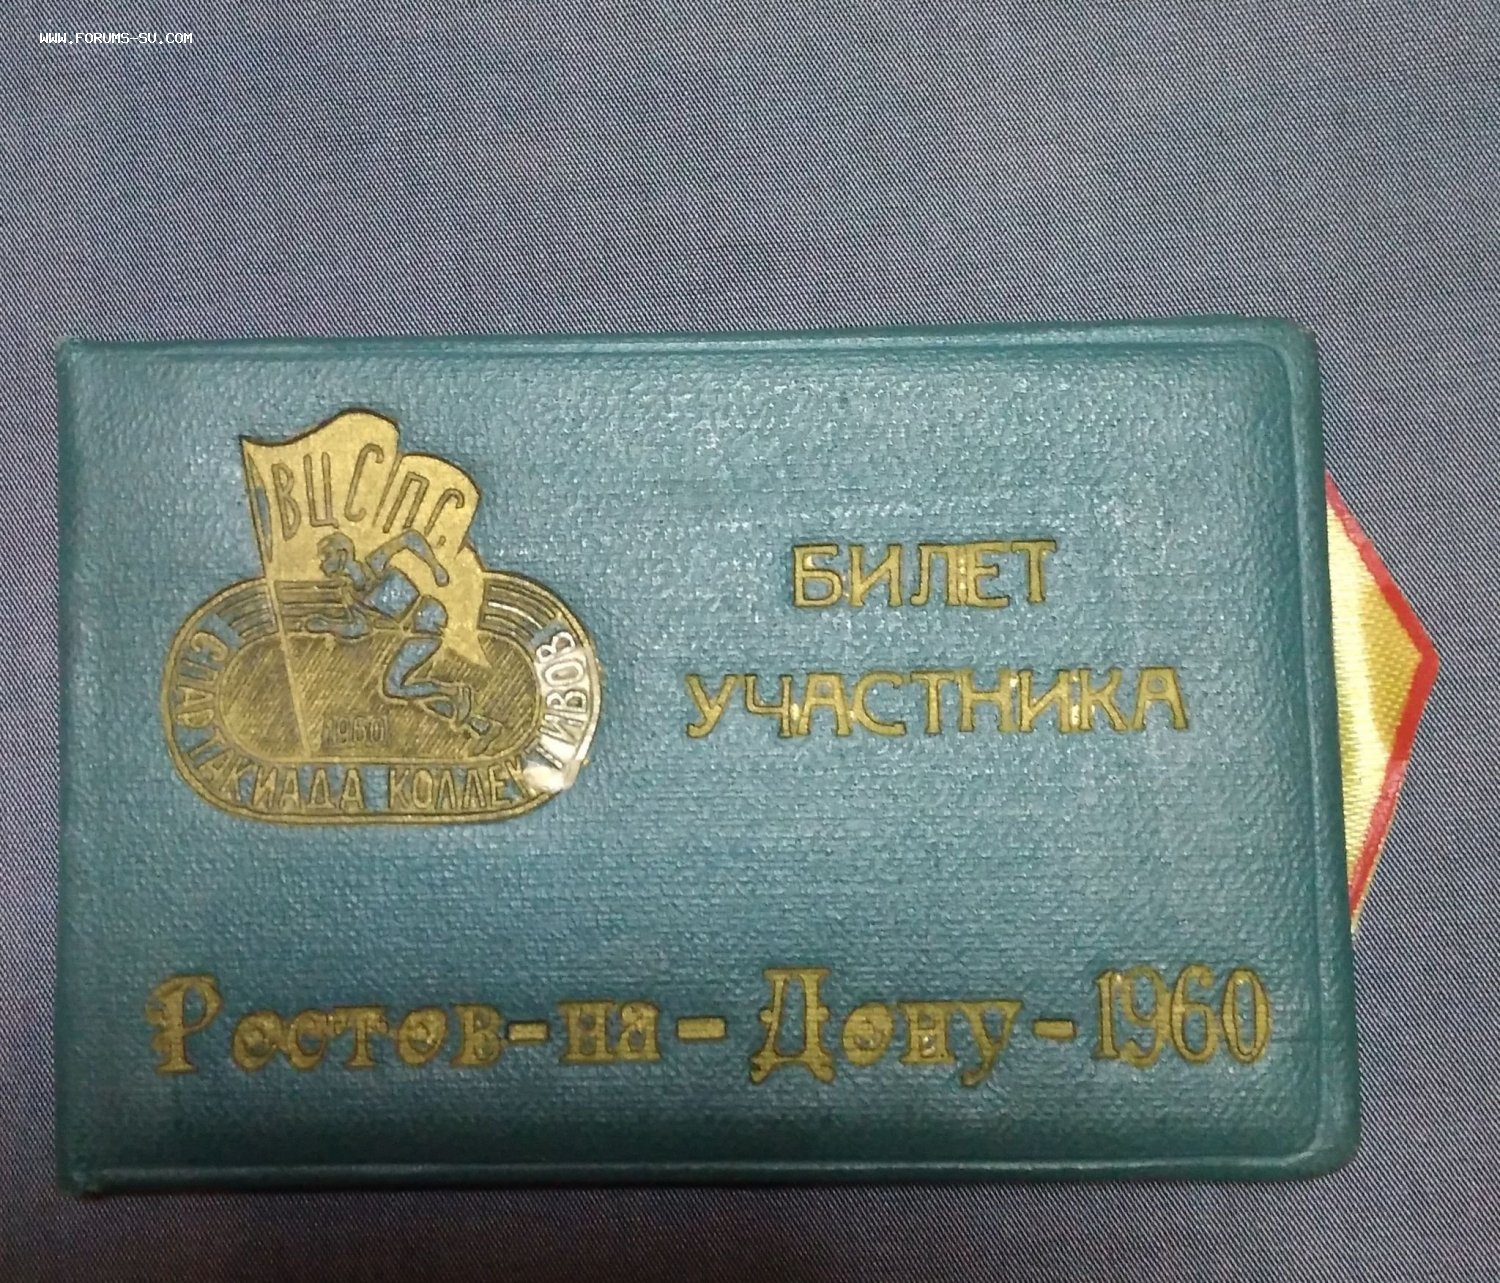 WWW.FORUMS-SU.COM
ВЦСПС
1960
СПАРТАКИАДА КОЛЛЕКТИВОВ
БИЛЕТ
УЧАСТНИКА
Ростов-на-Дону-1960